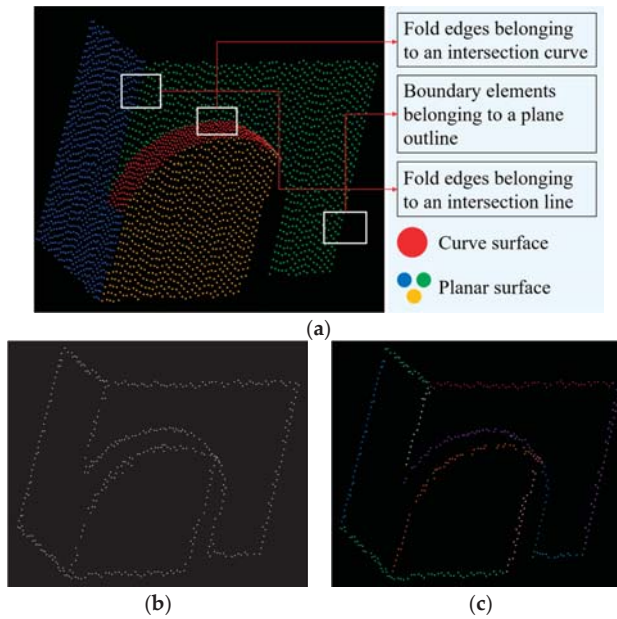 Fold edges belonging
to an intersection curve
Boundary elements
belonging to a plane
outline
Fold edges belonging
to an intersection line
Curve surface
Planar surface
(a)
(b)
(c)